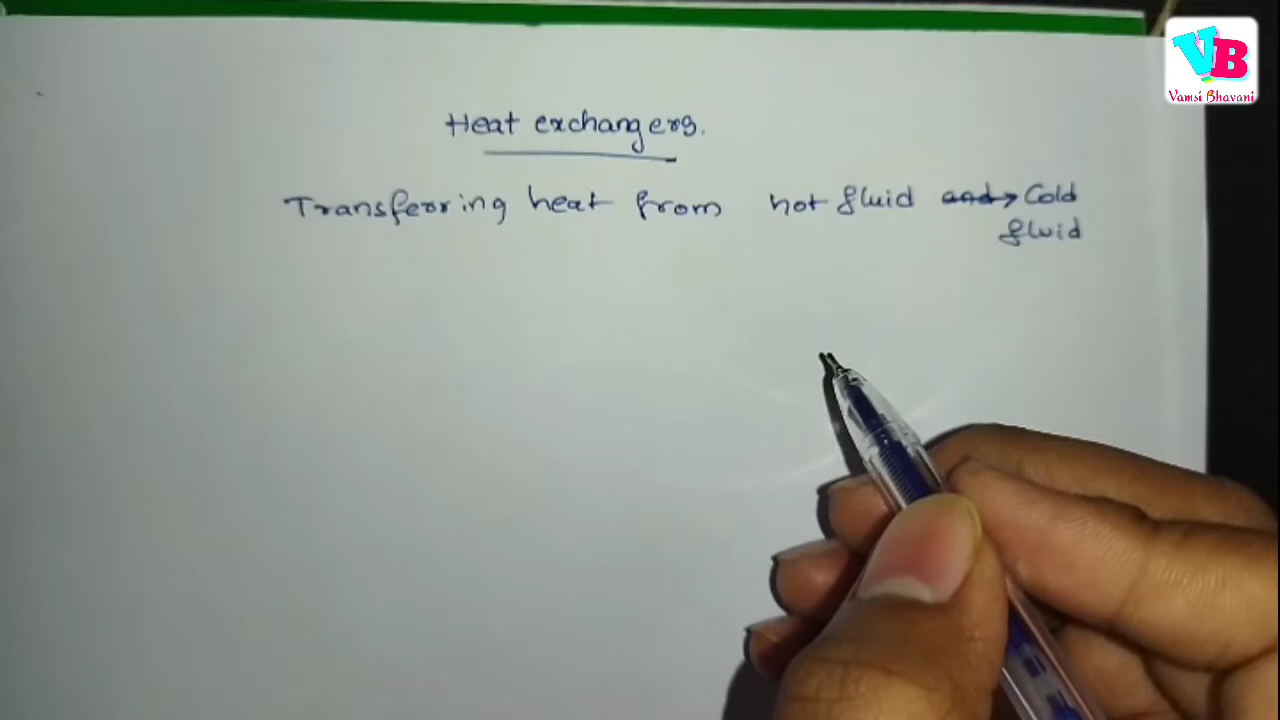 VB
Vamsi Bhavani
Heat exchangers.
Transferring heat from hot fluid and→ Cold
fluid